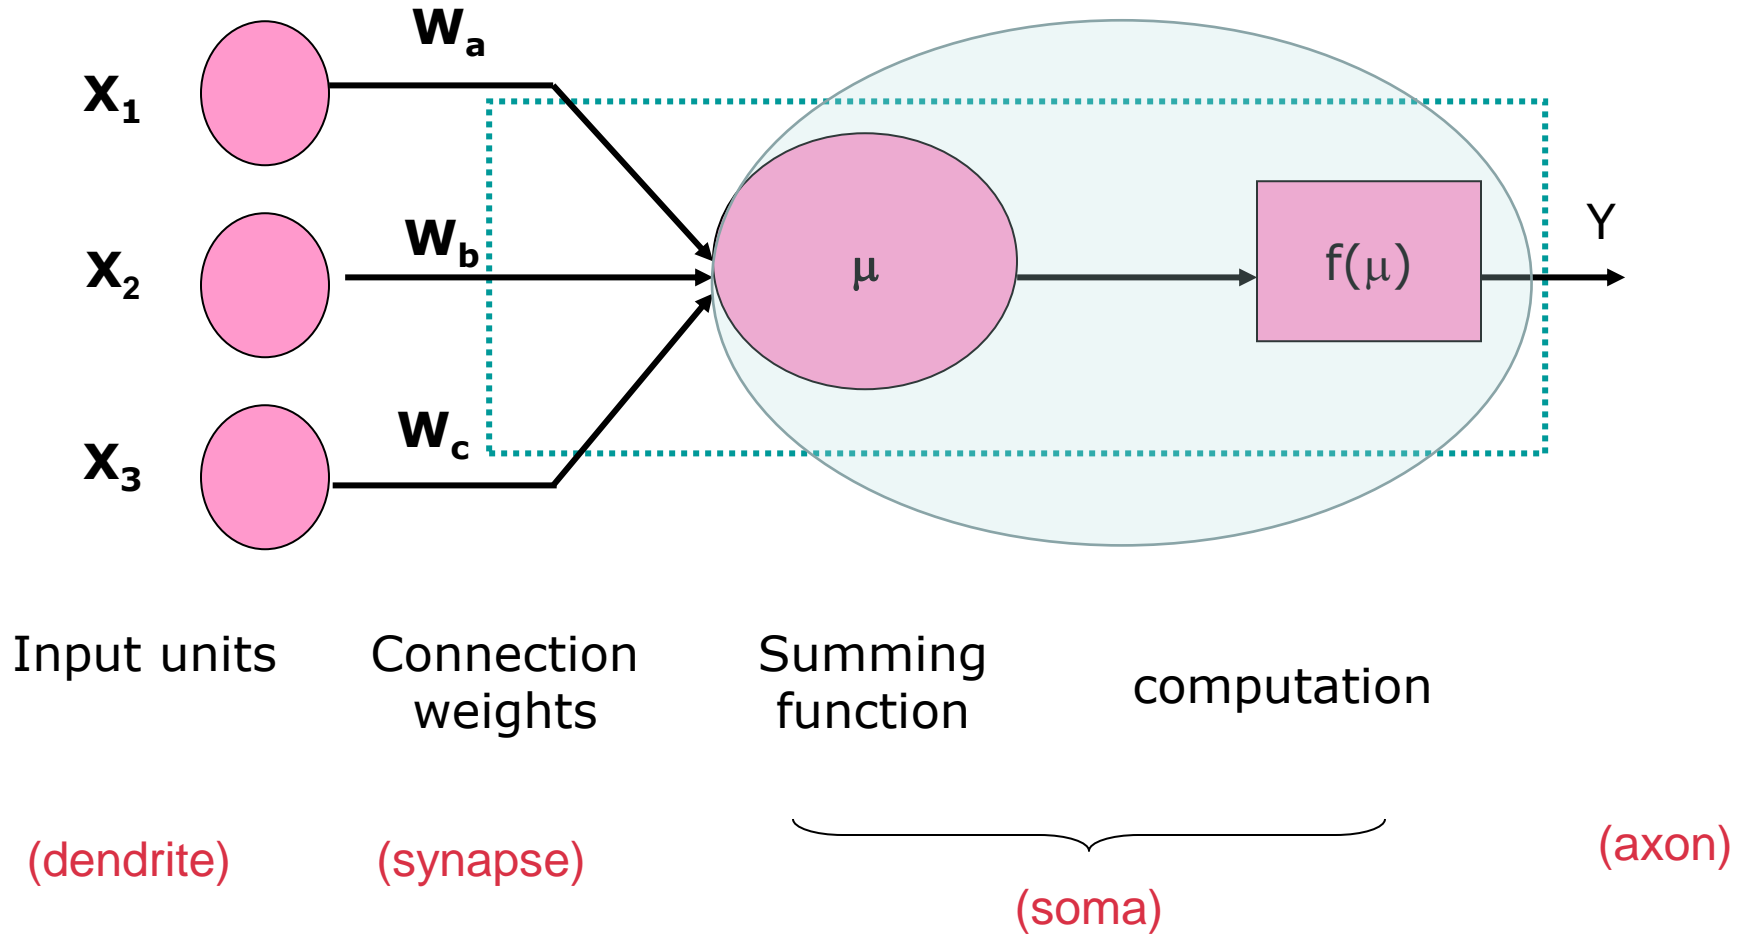 Wa
X1
Wb
X2
μ
f(μ)
Y
Wc
X3
Input units
Connection
weights
Summing
function
computation
(dendrite)
(synapse)
(soma)
(axon)